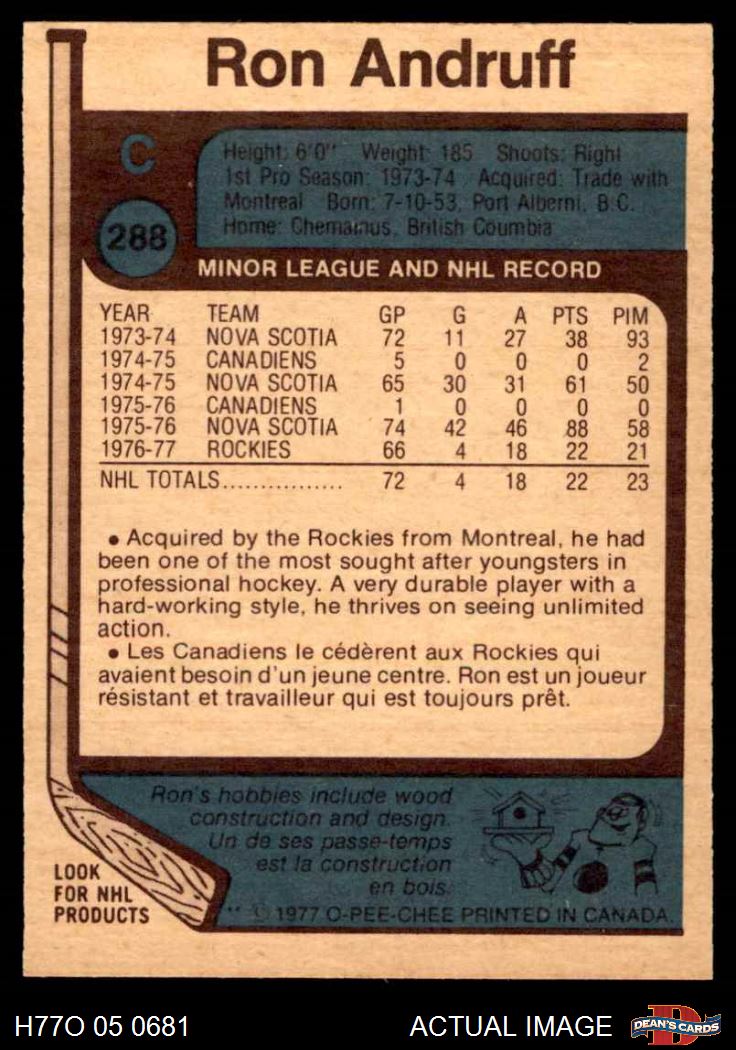 Ron Andruff
C
288
Height: 6'0" Weight: 185 Shoots: Right
1st Pro Season: 1973-74 Acquired: Trade with
Montreal Born: 7-10-53, Port Alberni, B.C.
Home: Chemainus, British Coumbia
MINOR LEAGUE AND NHL RECORD
YEAR TEAM GP G A PTS PIM
1973-74 NOVA SCOTIA 72 11 27 38 93
1974-75 CANADIENS 5 0 0 0 2
1974-75 NOVA SCOTIA 65 30 31 61 50
1975-76 CANADIENS 1 0 0 0 0
1975-76 NOVA SCOTIA 74 42 46 88 58
1976-77 ROCKIES 66 4 18 22 21
NHL TOTALS................ 72 4 18 22 23
• Acquired by the Rockies from Montreal, he had
been one of the most sought after youngsters in
professional hockey. A very durable player with a
hard-working style, he thrives on seeing unlimited
action.
• Les Canadiens le cédèrent aux Rockies qui
avaient besoin d'un jeune centre. Ron est un joueur
résistant et travailleur qui est toujours prêt.
Ron's hobbies include wood
construction and design.
Un de ses passe-temps
est la construction
en bois.
LOOK
FOR NHL
PRODUCTS
** © 1977 O-PEE-CHEE PRINTED IN CANADA.
H77O 05 0681
ACTUAL IMAGE
DEAN'S CARDS